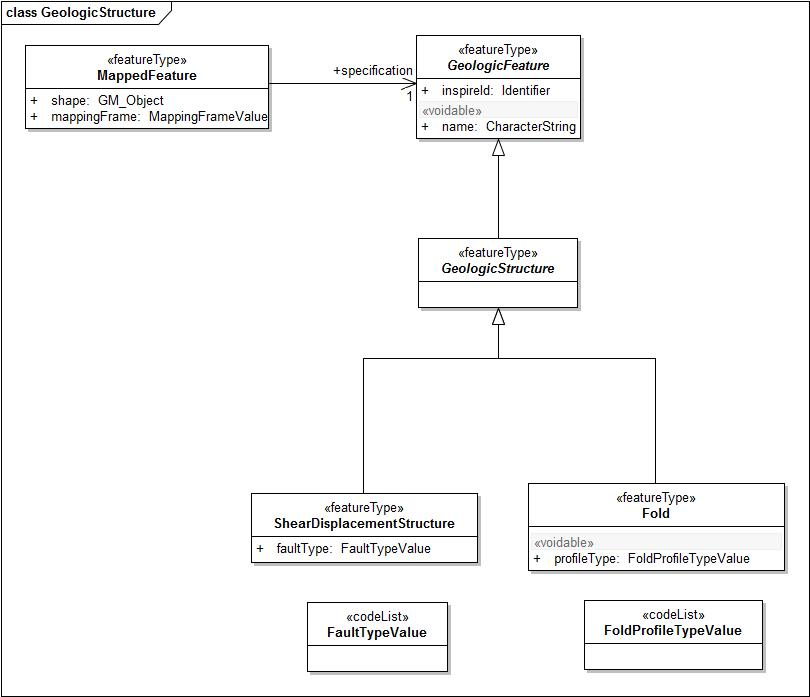 class GeologicStructure
«featureType»
MappedFeature
+ shape: GM_Object
+ mappingFrame: MappingFrameValue
+specification
1
«featureType»
GeologicFeature
+ inspireId: Identifier
«voidable»
+ name: CharacterString
«featureType»
GeologicStructure
«featureType»
ShearDisplacementStructure
+ faultType: FaultTypeValue
«featureType»
Fold
«voidable»
+ profileType: FoldProfileTypeValue
«codeList»
FaultTypeValue
«codeList»
FoldProfileTypeValue